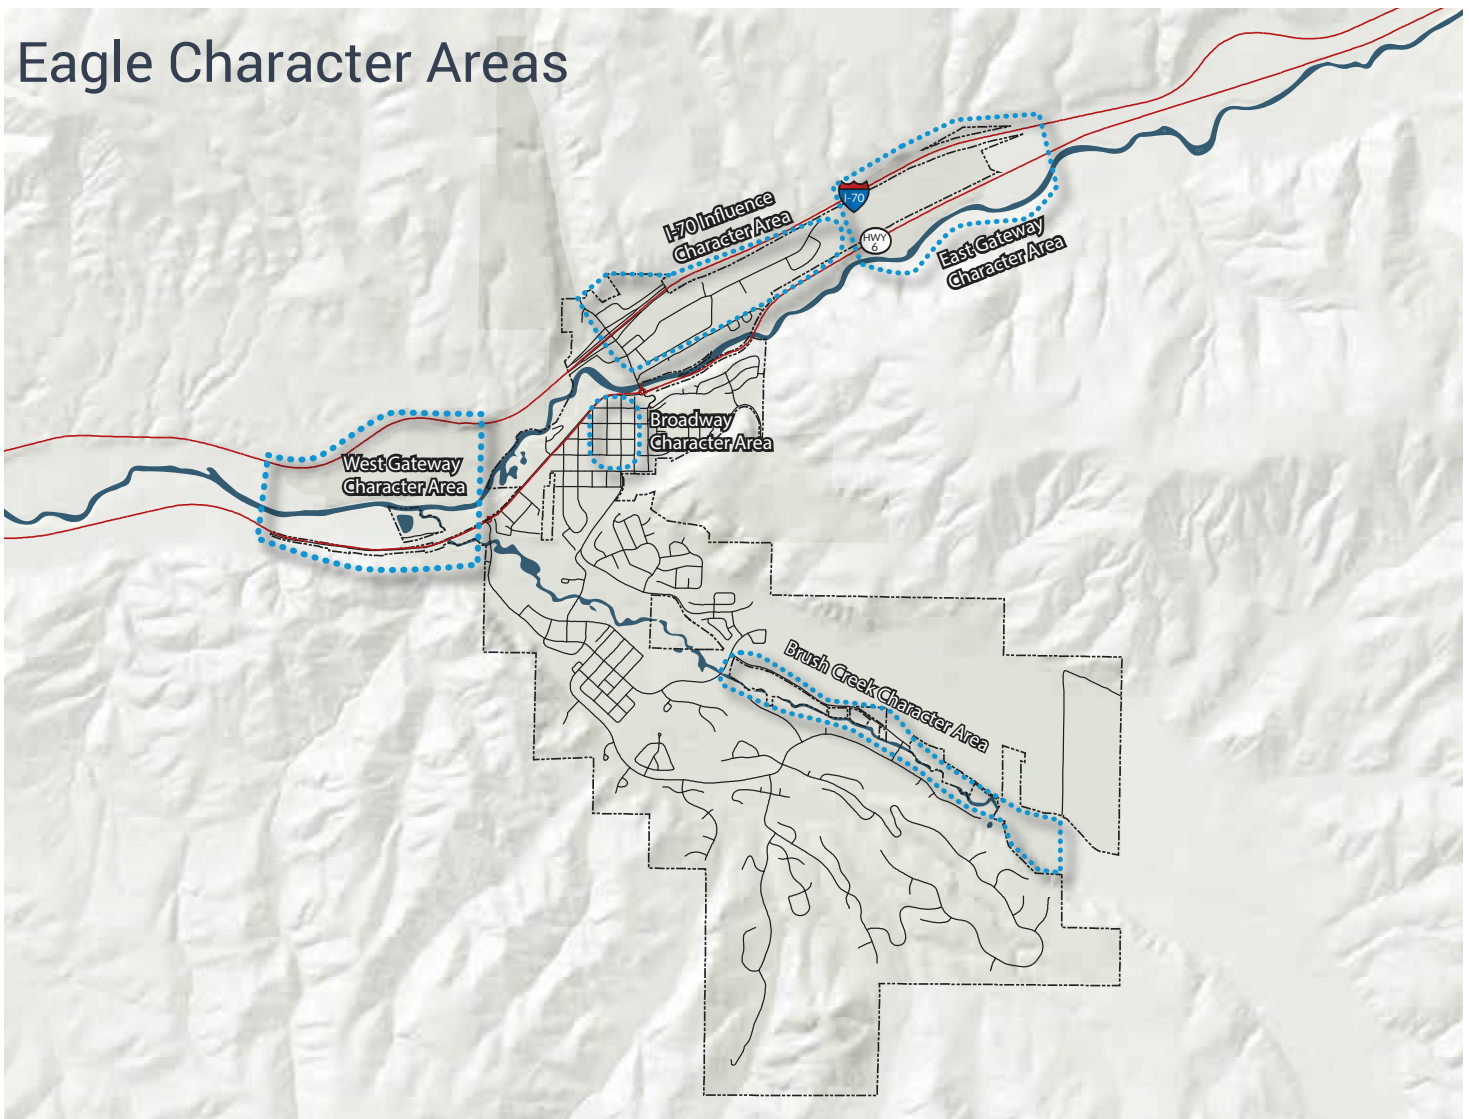 Eagle Character Areas
I-70
I-70 Influence
Character Area
HWY
6
East Gateway
Character Area
Broadway
Character Area
West Gateway
Character Area
Brush Creek Character Area